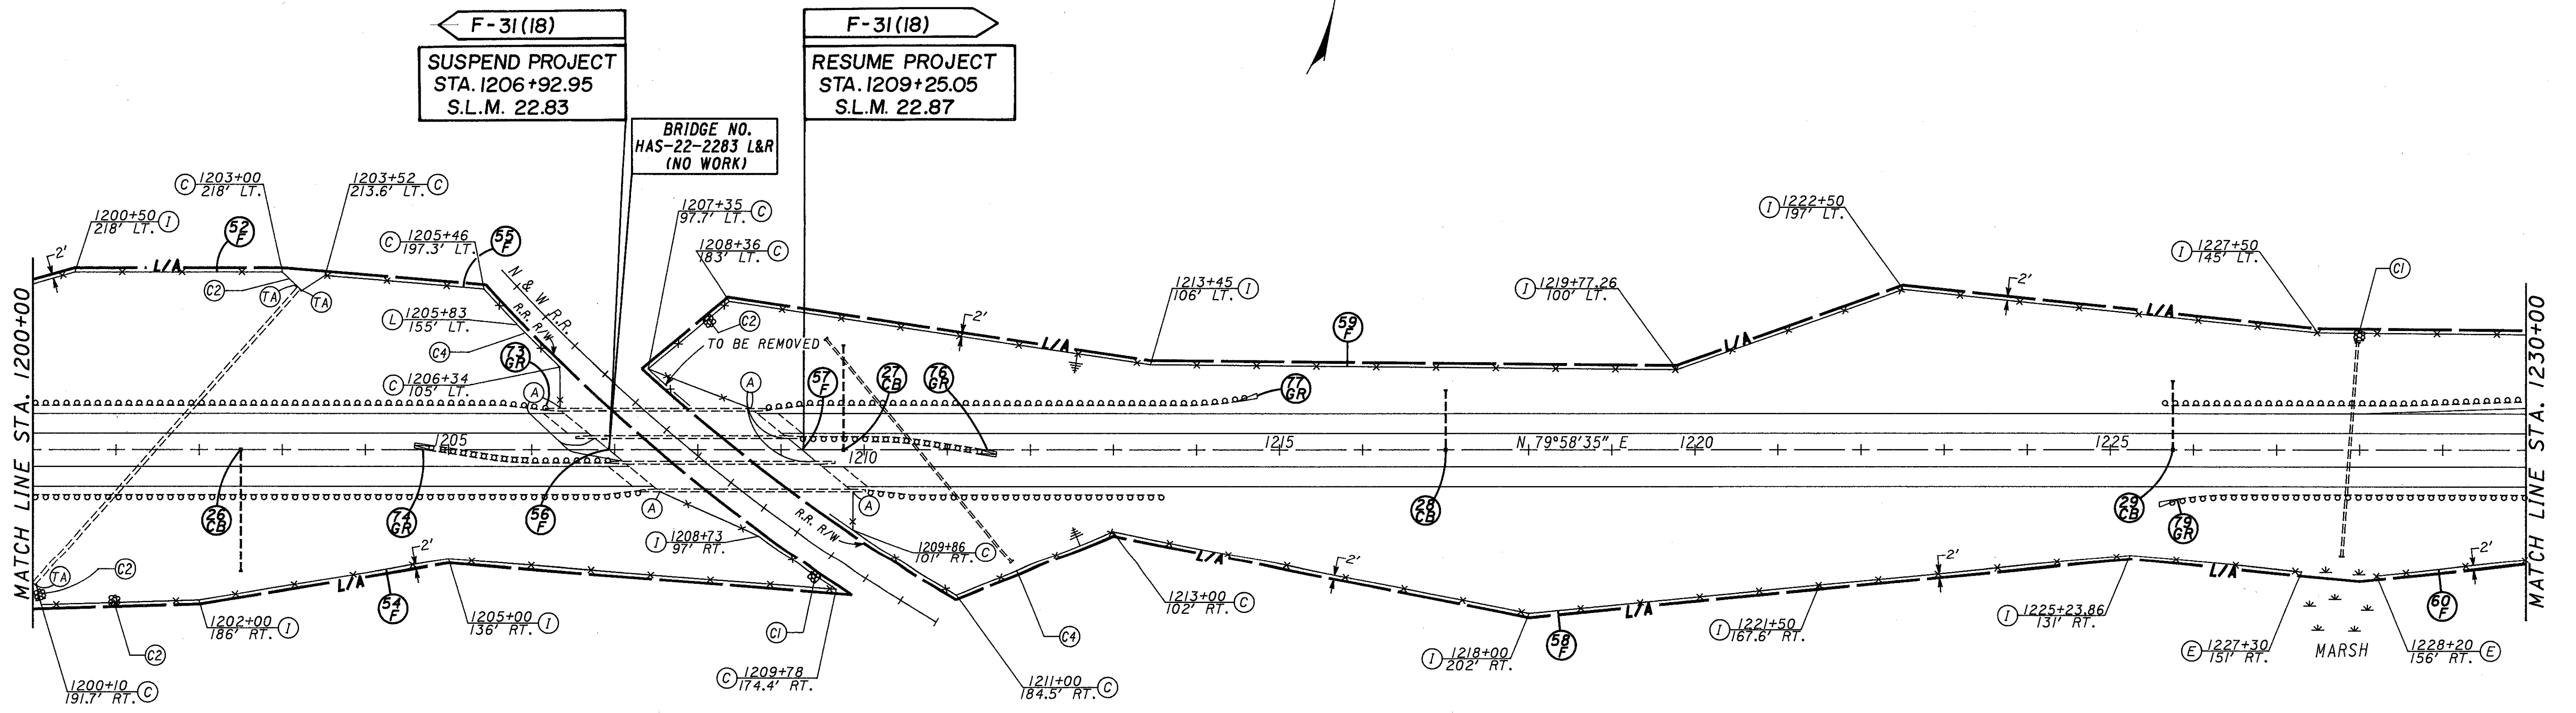 F-31(18)
F-31(18)
SUSPEND PROJECT
STA. 1206+92.95
S.L.M. 22.83
RESUME PROJECT
STA. 1209+25.05
S.L.M. 22.87
BRIDGE NO.
HAS-22-2283 L&R
(NO WORK)
C 1203+00
218' LT.
1203+52 C
213.6' LT.
1200+50 I
218' LT.
52
F
C 1205+46
197.3' LT.
55
F
1207+35 C
97.7' LT.
1208+36 C
183' LT.
I 1222+50
197' LT.
I 1227+50
145' LT.
C1
2'
L/A
C2
TA
TA
N & W R.R.
R.R. R/W
L 1205+83
155' LT.
C4
C 1206+34
105' LT.
73
GR
A
C2
TO BE REMOVED
2'
L/A
1213+45 I
106' LT.
59
F
I 1219+77.26
100' LT.
L/A
2'
L/A
A
57
F
27
CB
76
GR
77
GR
MATCH LINE STA. 1200+00
MATCH LINE STA. 1230+00
1205
1210
1215
N 79°58'35" E
1220
1225
26
CB
74
GR
56
F
A
A
28
CB
29
CB
79
GR
R.R. R/W
I 1208+73
97' RT.
1209+86 C
101' RT.
TA
C2
2'
L/A
54
F
L/A
2'
L/A
2'
L/A
2'
1202+00 I
186' RT.
1205+00 I
136' RT.
C2
C1
C4
1213+00 C
102' RT.
58
F
I 1221+50
167.6' RT.
I 1225+23.86
131' RT.
60
F
I 1218+00
202' RT.
E 1227+30
151' RT.
MARSH
1228+20 E
156' RT.
1200+10 C
191.7' RT.
C 1209+78
174.4' RT.
1211+00 C
184.5' RT.